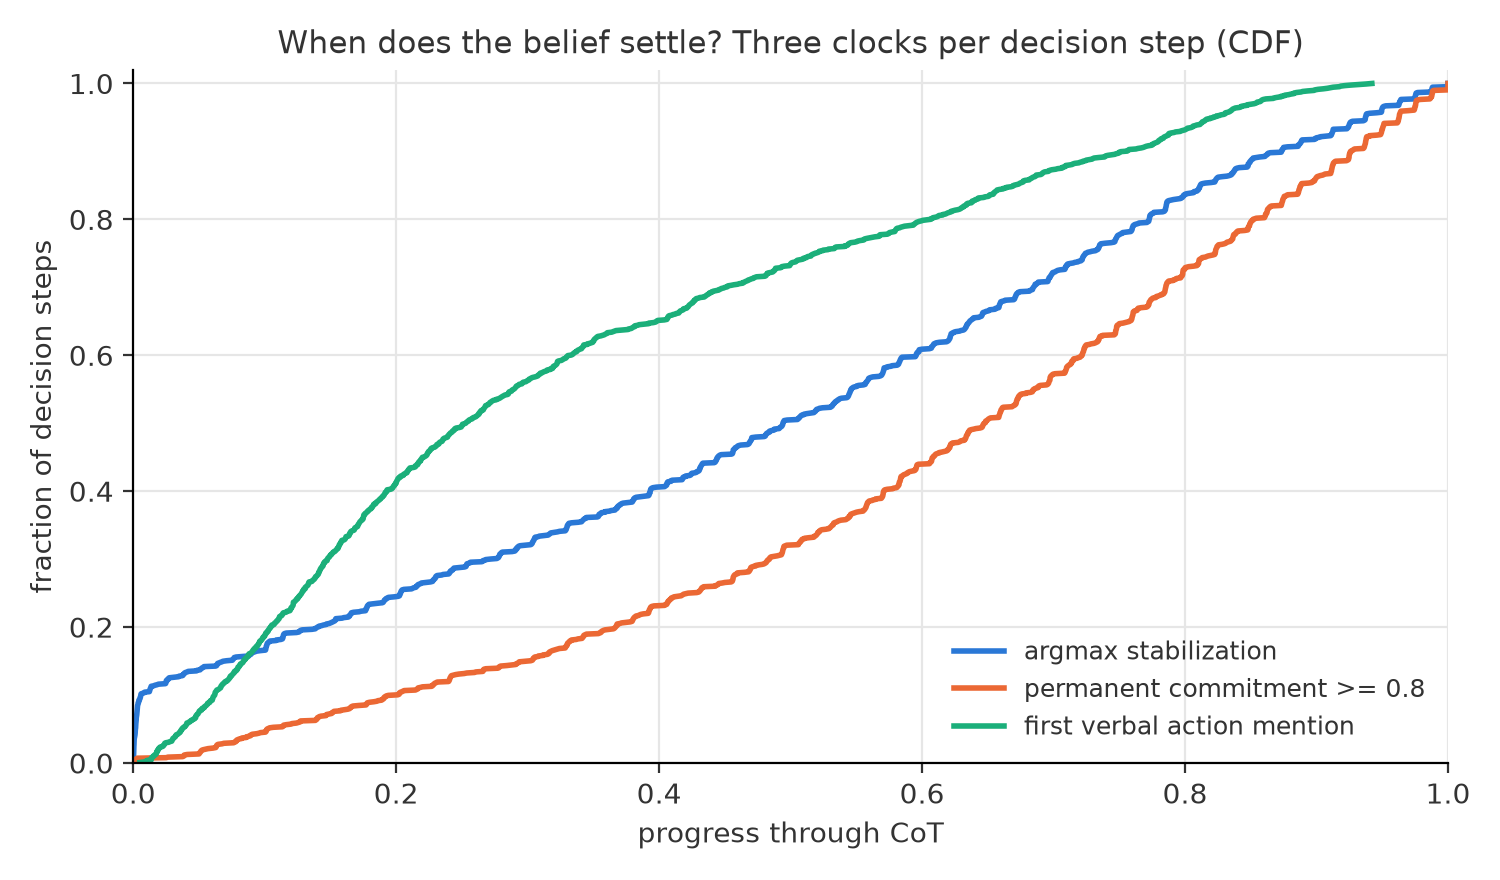 When does the belief settle? Three clocks per decision step (CDF)
fraction of decision steps
1.0
0.8
0.6
0.4
0.2
0.0
argmax stabilization
permanent commitment >= 0.8
first verbal action mention
0.0 0.2 0.4 0.6 0.8 1.0
progress through CoT